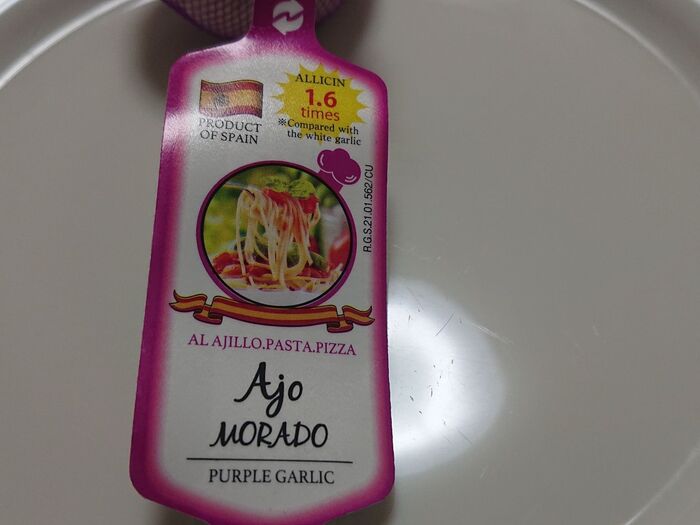 PRODUCT
OF SPAIN
ALLICIN
1.6
times
※Compared with
the white garlic
R.G.S.21.01.562/CU
AL AJILLO.PASTA.PIZZA
Ajo
MORADO
PURPLE GARLIC